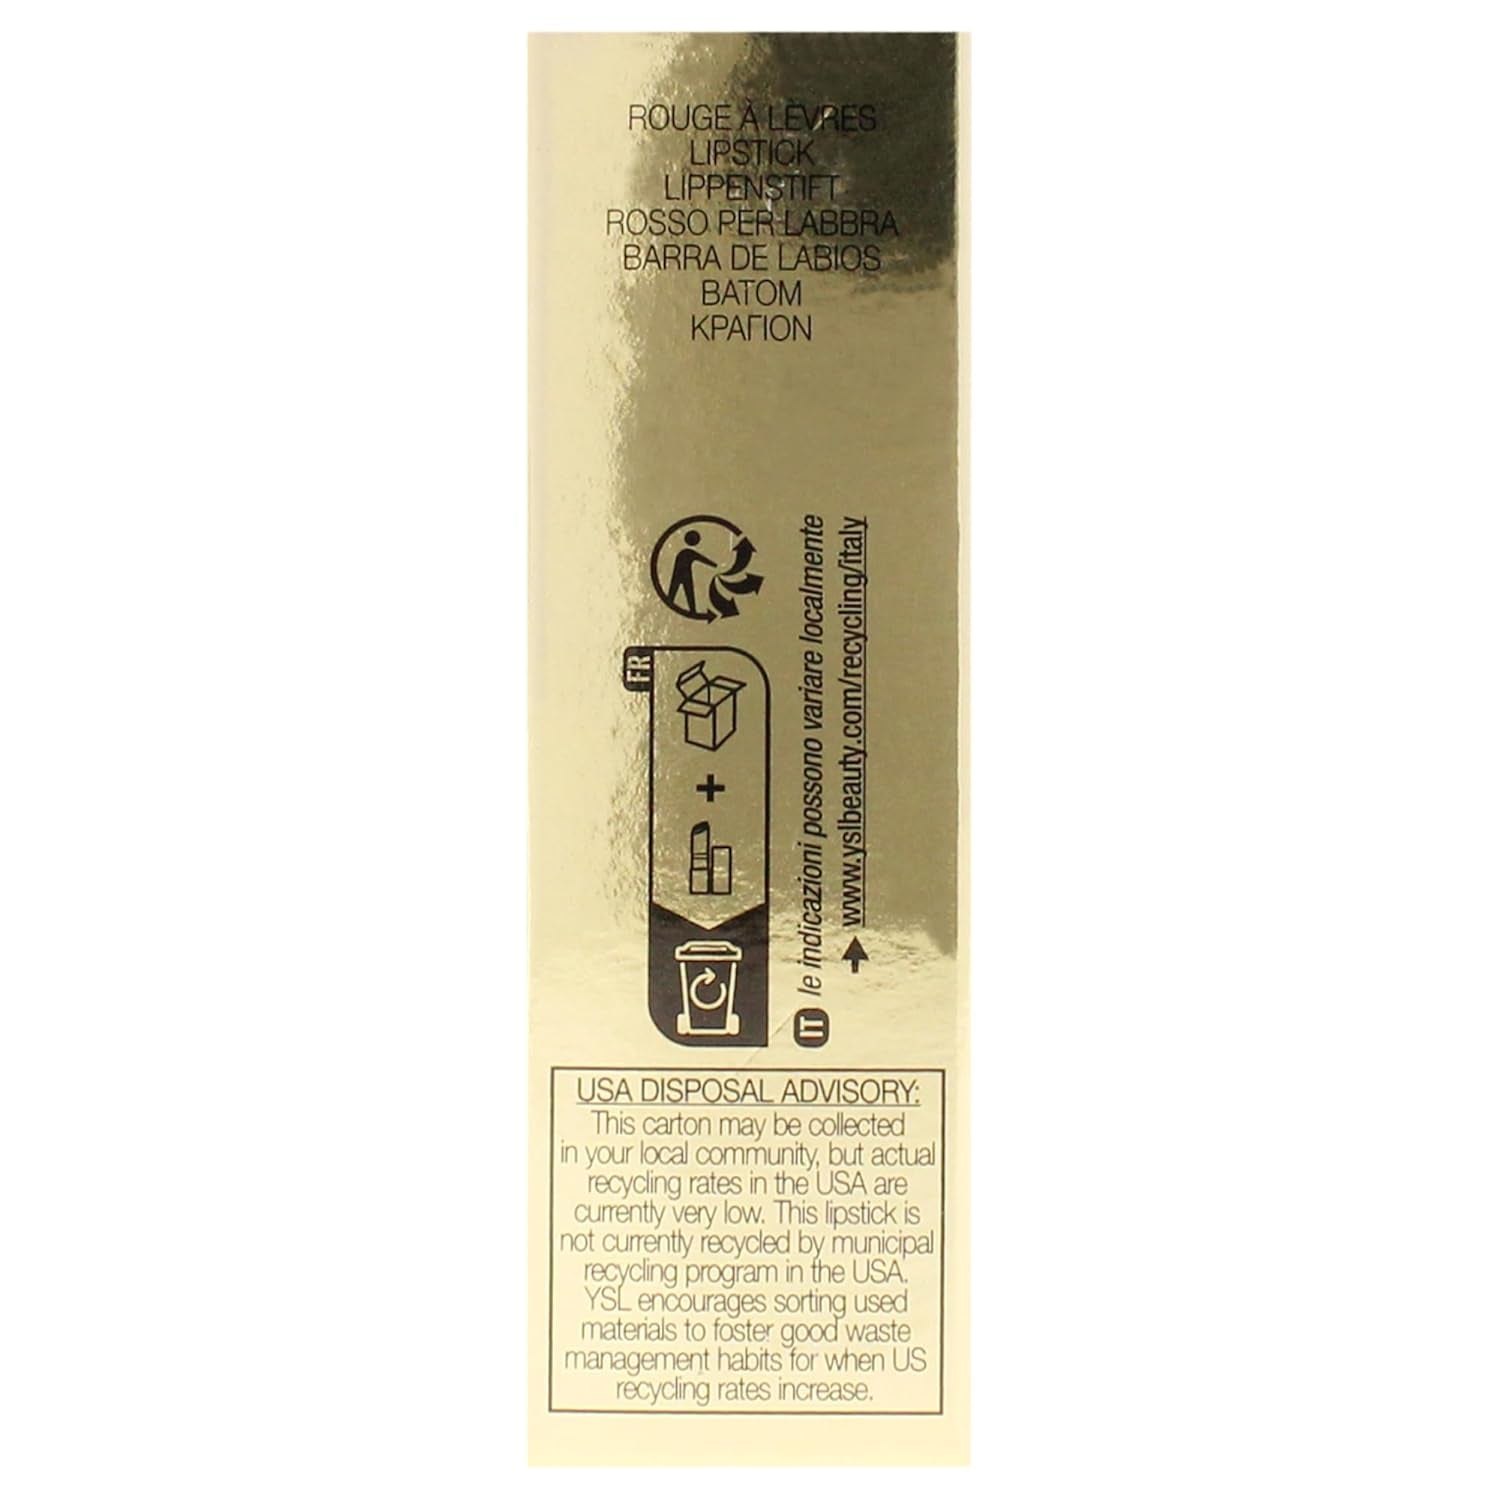 ROUGE À LÈVRES
LIPSTICK
LIPPENSTIFT
ROSSO PER LABBRA
BARRA DE LABIOS
BATOM
ΚΡΑΓΙΟΝ
FR
IT le indicazioni possono variare localmente
www.yslbeauty.com/recycling/italy
USA DISPOSAL ADVISORY:
This carton may be collected
in your local community, but actual
recycling rates in the USA are
currently very low. This lipstick is
not currently recycled by municipal
recycling program in the USA.
YSL encourages sorting used
materials to foster good waste
management habits for when US
recycling rates increase.